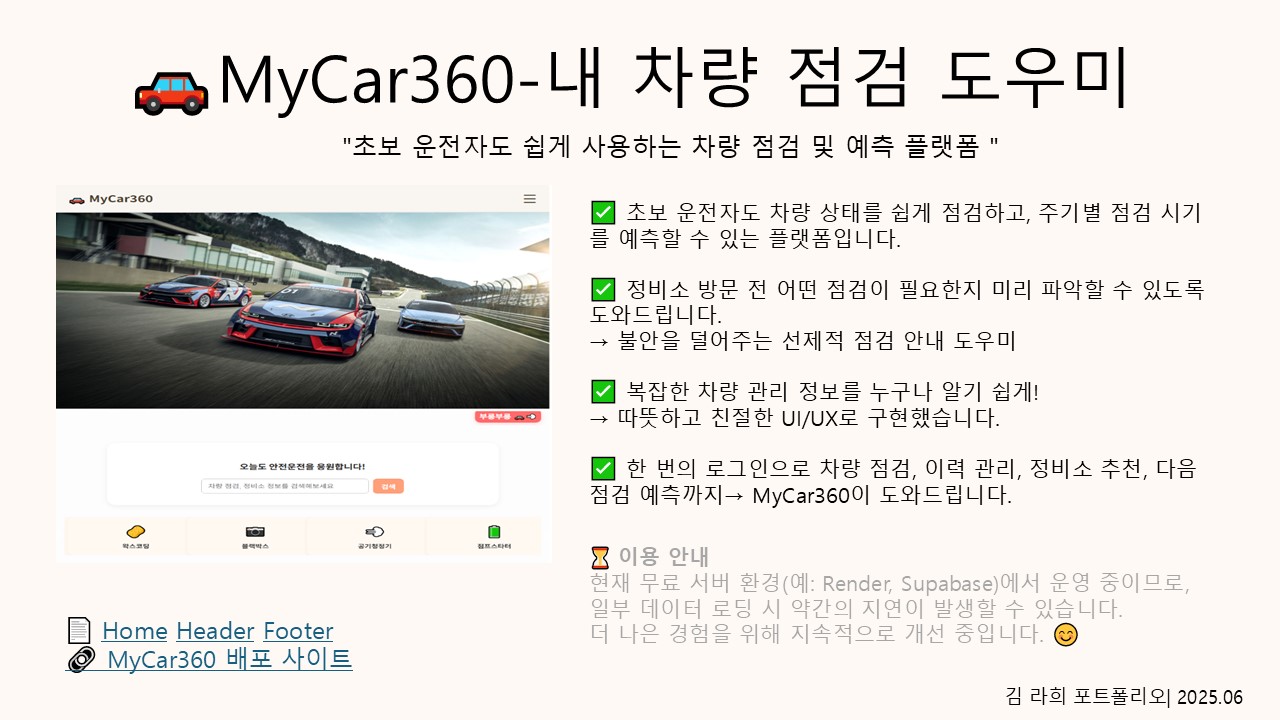 🚗MyCar360-내 차량 점검 도우미
"초보 운전자도 쉽게 사용하는 차량 점검 및 예측 플랫폼 "
MyCar360
01
부릉부릉
오늘도 안전운전을 응원합니다!
차량 점검, 정비소 정보를 검색해보세요
검색
왁스코팅
블랙박스
공기청정기
점프스타터
✅ 초보 운전자도 차량 상태를 쉽게 점검하고, 주기별 점검 시기
를 예측할 수 있는 플랫폼입니다.
✅ 정비소 방문 전 어떤 점검이 필요한지 미리 파악할 수 있도록
도와드립니다.
→ 불안을 덜어주는 선제적 점검 안내 도우미
✅ 복잡한 차량 관리 정보를 누구나 알기 쉽게!
→ 따뜻하고 친절한 UI/UX로 구현했습니다.
✅ 한 번의 로그인으로 차량 점검, 이력 관리, 정비소 추천, 다음
점검 예측까지→ MyCar360이 도와드립니다.
⏳ 이용 안내
현재 무료 서버 환경(예: Render, Supabase)에서 운영 중이므로,
일부 데이터 로딩 시 약간의 지연이 발생할 수 있습니다.
더 나은 경험을 위해 지속적으로 개선 중입니다. 😊
📄 Home Header Footer
🔗 MyCar360 배포 사이트
김 라희 포트폴리오| 2025.06